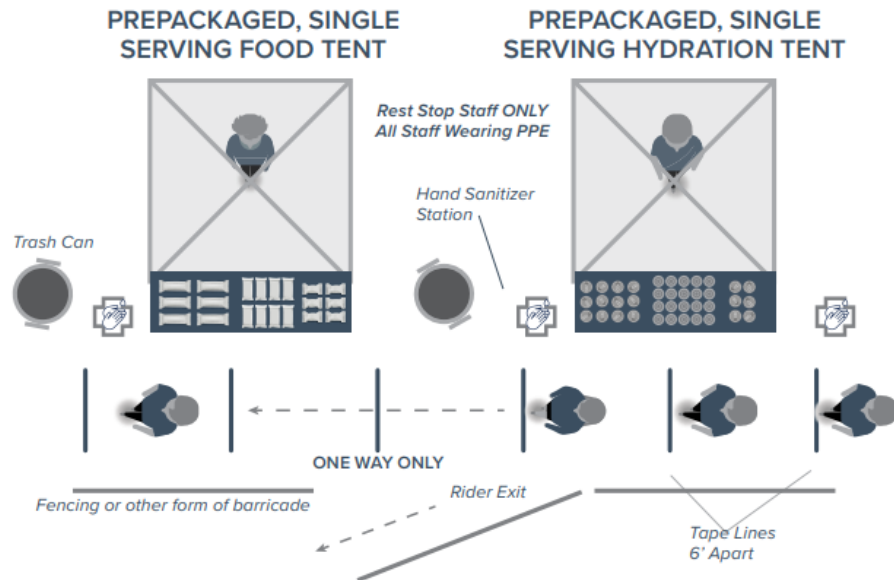 PREPACKAGED, SINGLE
SERVING FOOD TENT
PREPACKAGED, SINGLE
SERVING HYDRATION TENT
Rest Stop Staff ONLY
All Staff Wearing PPE
Hand Sanitizer
Station
Trash Can
ONE WAY ONLY
Fencing or other form of barricade
Rider Exit
Tape Lines
6' Apart